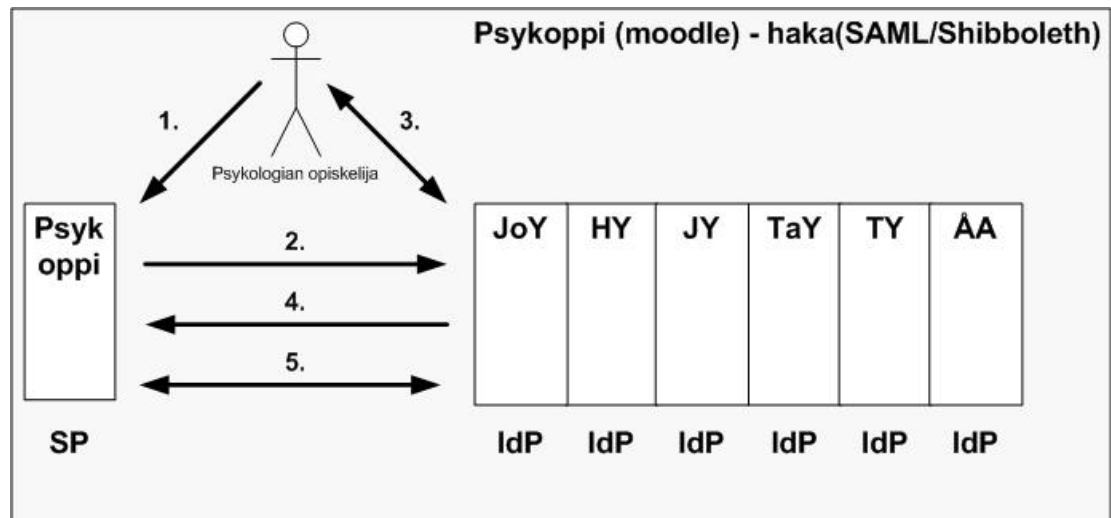 Psykoppi (moodle) - haka(SAML/Shibboleth)
1.
3.
Psykologian opiskelija
Psyk
oppi
2.
4.
5.
JoY HY JY TaY TY ÅA
SP
IdP IdP IdP IdP IdP IdP